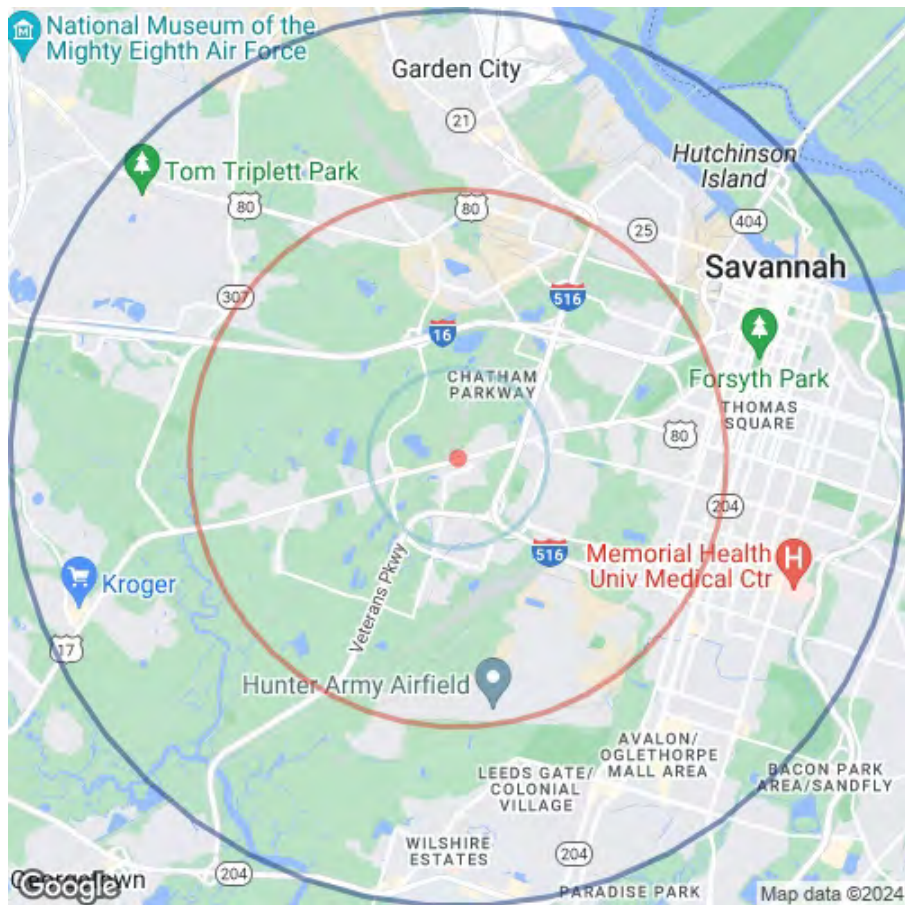 National Museum of the
Mighty Eighth Air Force
Garden City
21
Hutchinson
Island
Tom Triplett Park
80
80
25
404
Savannah
307
516
16
Forsyth Park
CHATHAM
PARKWAY
THOMAS
SQUARE
80
204
516
Memorial Health
Univ Medical Ctr
H
Kroger
Veterans Pkwy
17
Hunter Army Airfield
AVALON/
OGLETHORPE
MALL AREA
LEEDS GATE/
COLONIAL
VILLAGE
BACON PARK
AREA/SANDFLY
WILSHIRE
ESTATES
204
204
Georgetown
Google
PARADISE PARK
Map data ©2024